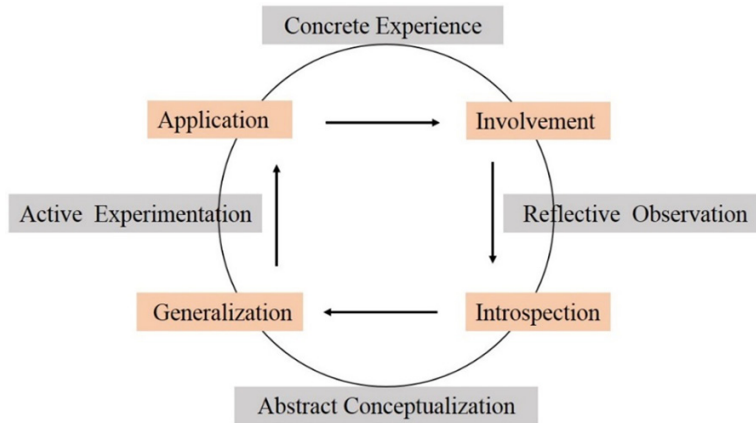 Concrete Experience
Application
Involvement
Active Experimentation
Reflective Observation
Generalization
Introspection
Abstract Conceptualization